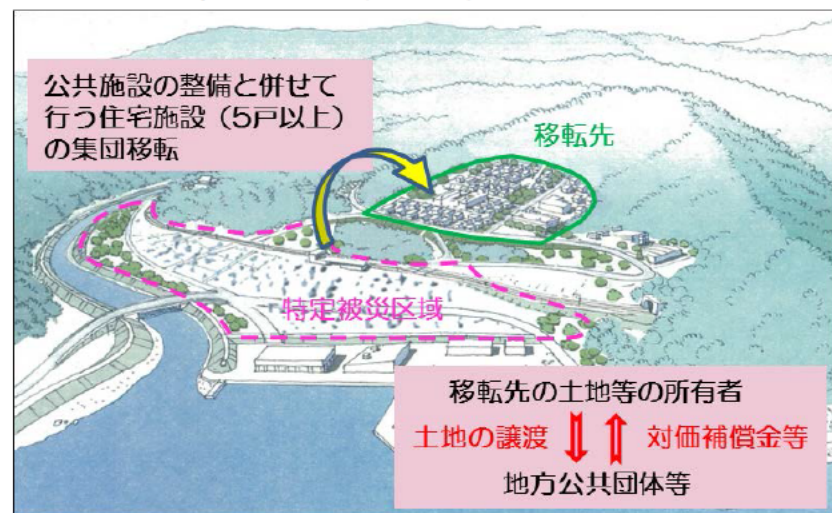 公共施設の整備と併せて
行う住宅施設（5戸以上）
の集団移転
移転先
特定被災区域
移転先の土地等の所有者
土地の譲渡 対価補償金等
地方公共団体等